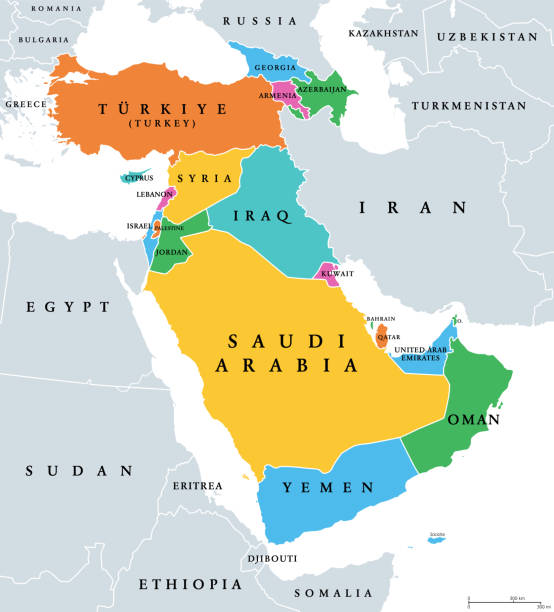 ROMANIA
RUSSIA
KAZAKHSTAN
UZBEKISTAN
BULGARIA
GEORGIA
GREECE
TÜRKIYE
(TURKEY)
ARMENIA
AZERBAIJAN
TURKMENISTAN
CYPRUS
SYRIA
LEBANON
IRAQ
IRAN
ISRAEL
PALESTINE
JORDAN
KUWAIT
EGYPT
SAUDI
ARABIA
BAHRAIN
QATAR
O.
UNITED ARAB
EMIRATES
OMAN
SUDAN
ERITREA
YEMEN
Socotra
DJIBOUTI
ETHIOPIA
SOMALIA
0
300 km
300 mi